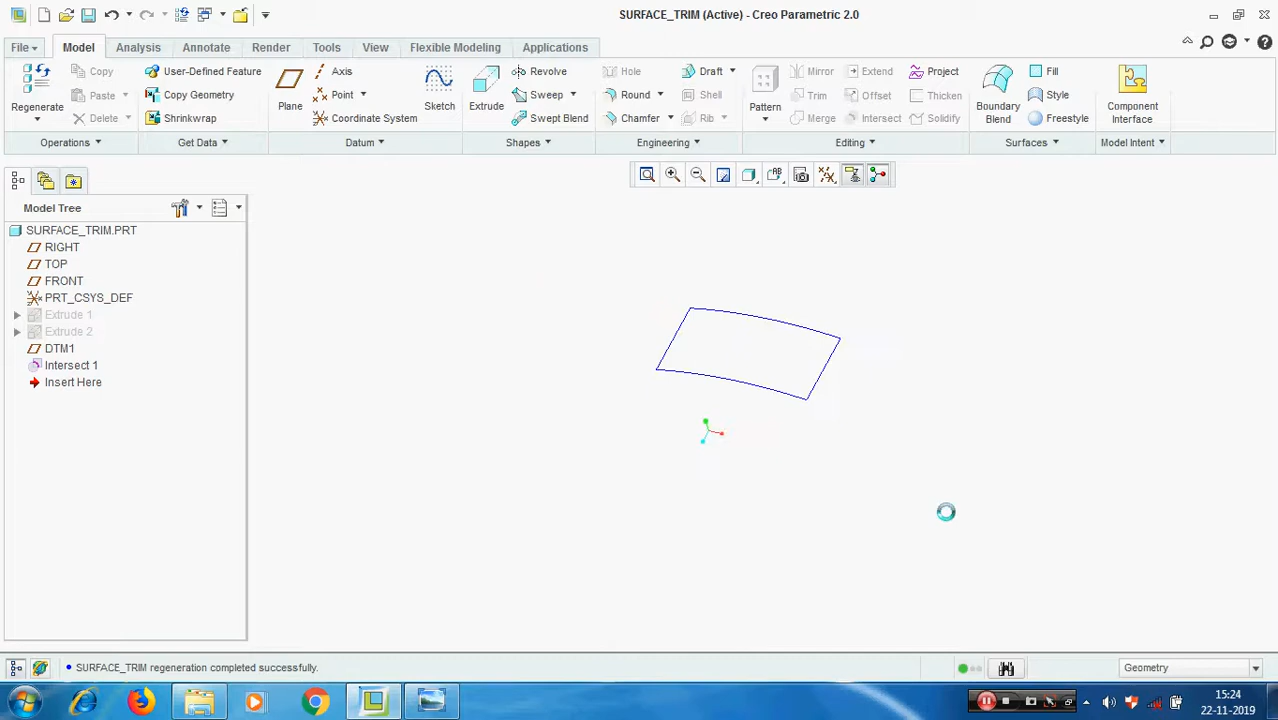 SURFACE_TRIM (Active) - Creo Parametric 2.0
File Model Analysis Annotate Render Tools View Flexible Modeling Applications
Regenerate
Copy
Paste
Delete
User-Defined Feature
Copy Geometry
Shrinkwrap
Plane
Axis
Point
Coordinate System
Sketch
Extrude
Revolve
Sweep
Swept Blend
Hole
Round
Chamfer
Draft
Shell
Rib
Pattern
Mirror
Trim
Merge
Extend
Offset
Intersect
Project
Thicken
Solidify
Boundary
Blend
Fill
Style
Freestyle
Component
Interface
Operations Get Data Datum Shapes Engineering Editing Surfaces Model Intent
Model Tree
SURFACE_TRIM.PRT
RIGHT
TOP
FRONT
PRT_CSYS_DEF
Extrude 1
Extrude 2
DTM1
Intersect 1
Insert Here
SURFACE_TRIM regeneration completed successfully.
Geometry
15:24
22-11-2019